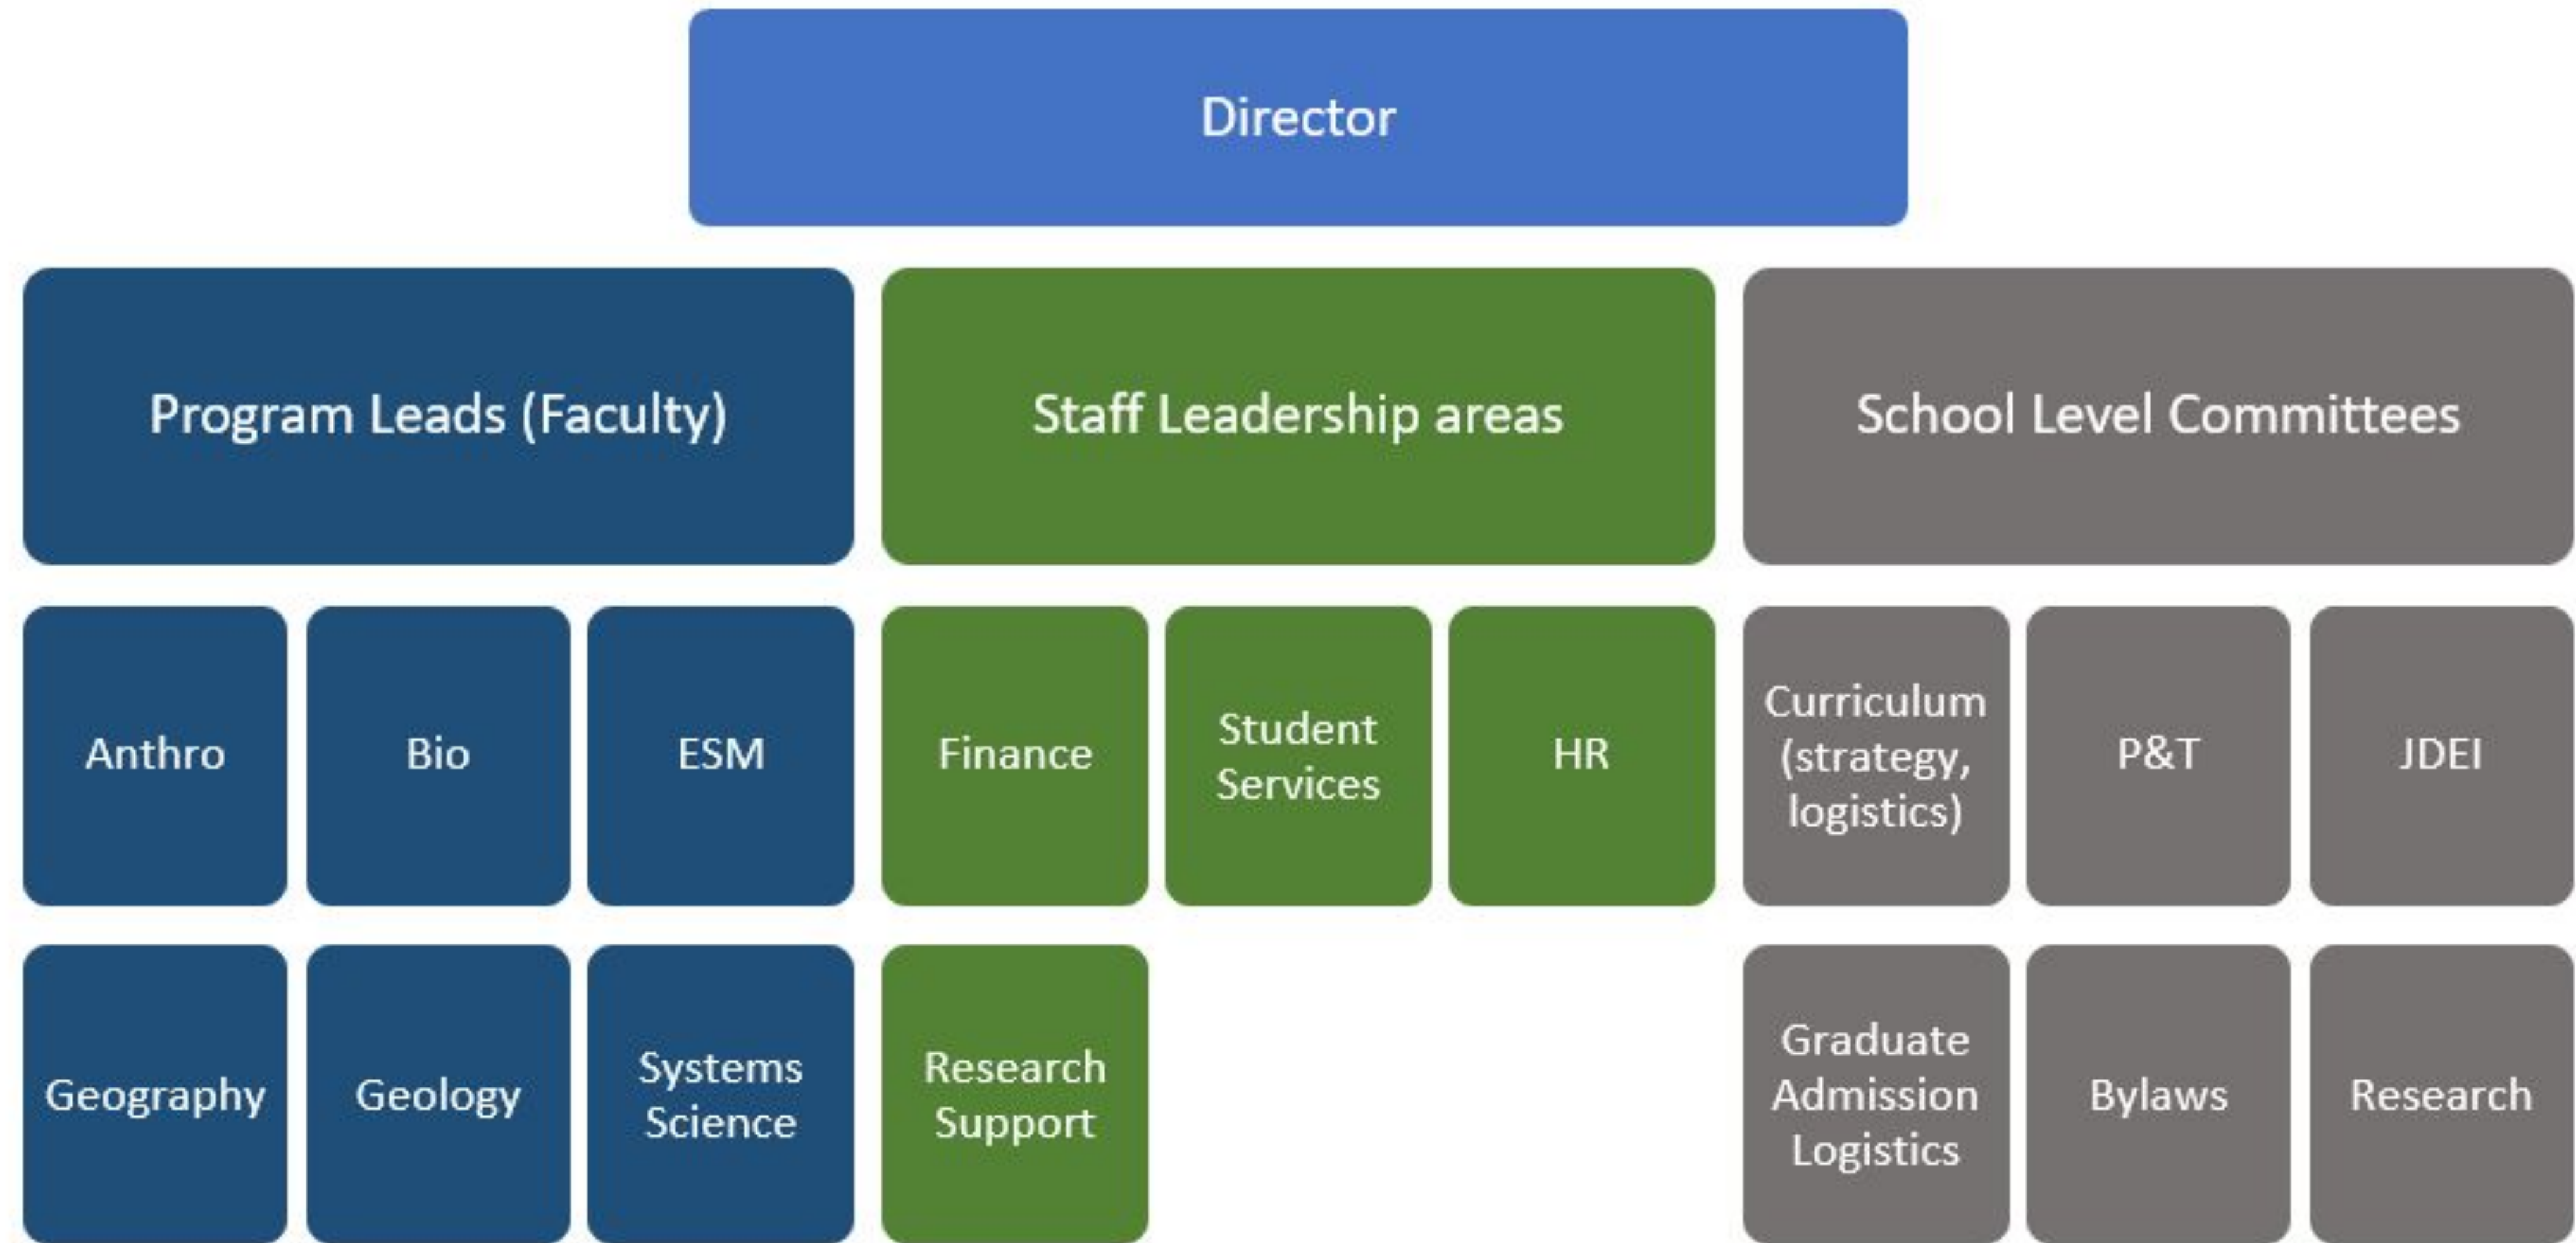 Director
Program Leads (Faculty)
Staff Leadership areas
School Level Committees
Anthro
Bio
ESM
Finance
Student
Services
HR
Curriculum
(strategy,
logistics)
P&T
JDEI
Geography
Geology
Systems
Science
Research
Support
Graduate
Admission
Logistics
Bylaws
Research